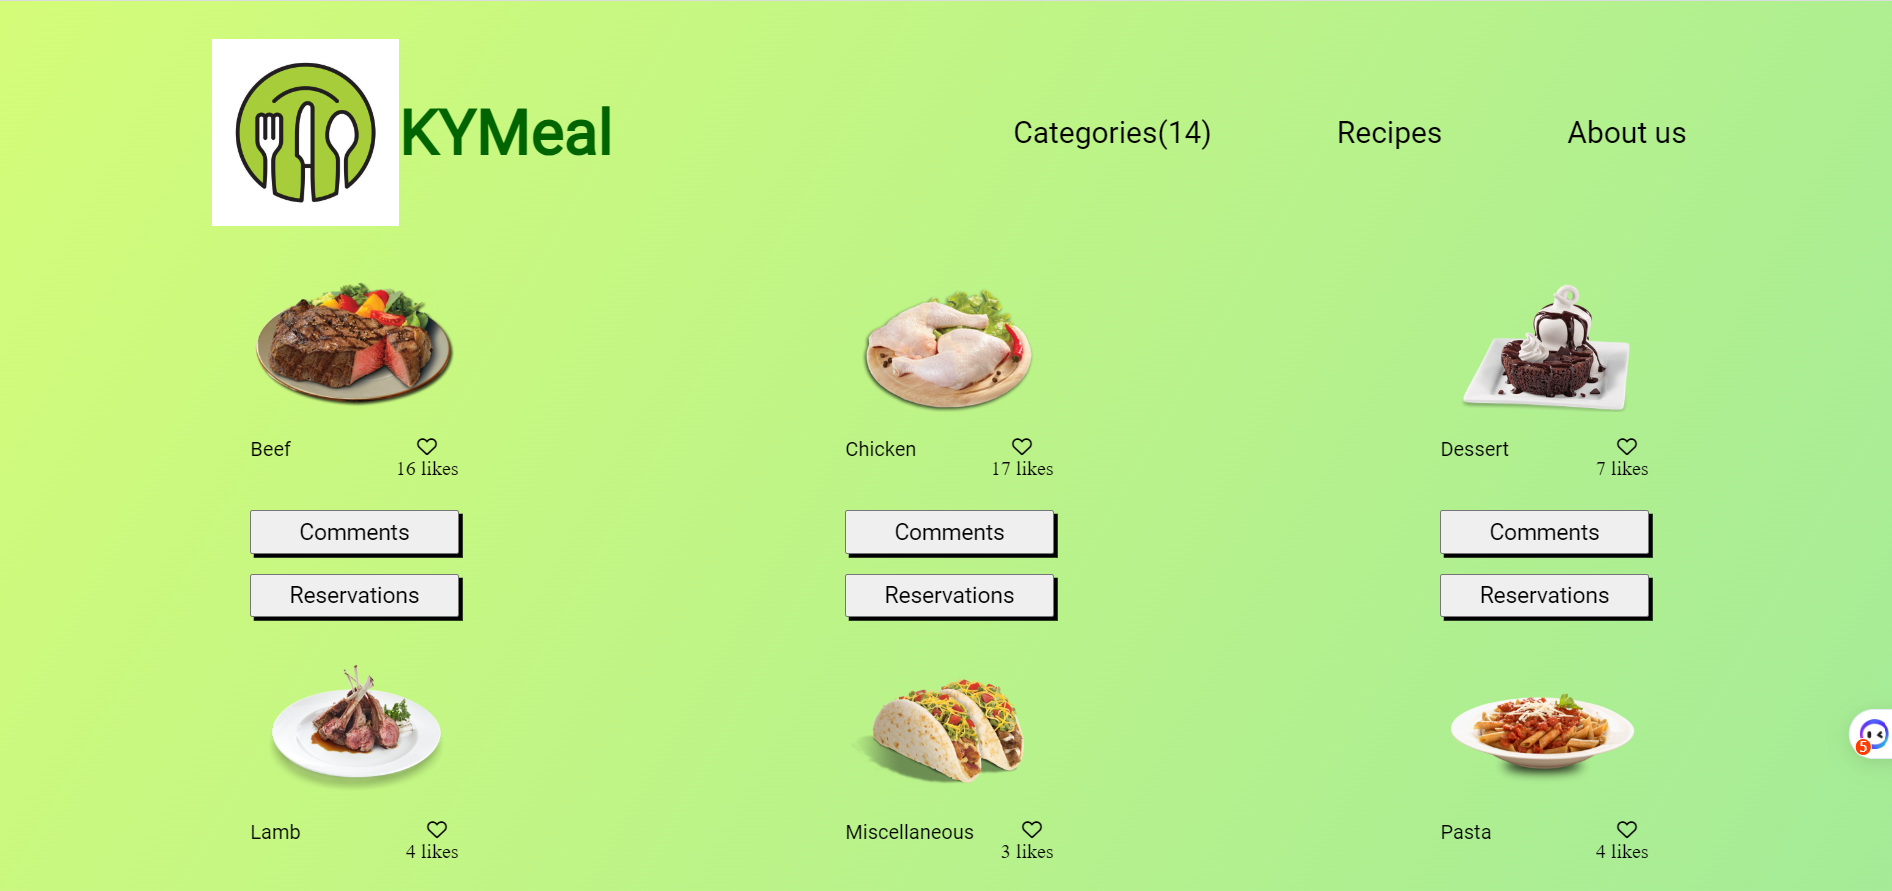 KYMeal
Categories(14)
Recipes
About us
Beef
16 likes
Chicken
17 likes
Dessert
7 likes
Comments
Comments
Comments
Reservations
Reservations
Reservations
5
Lamb
4 likes
Miscellaneous
3 likes
Pasta
4 likes